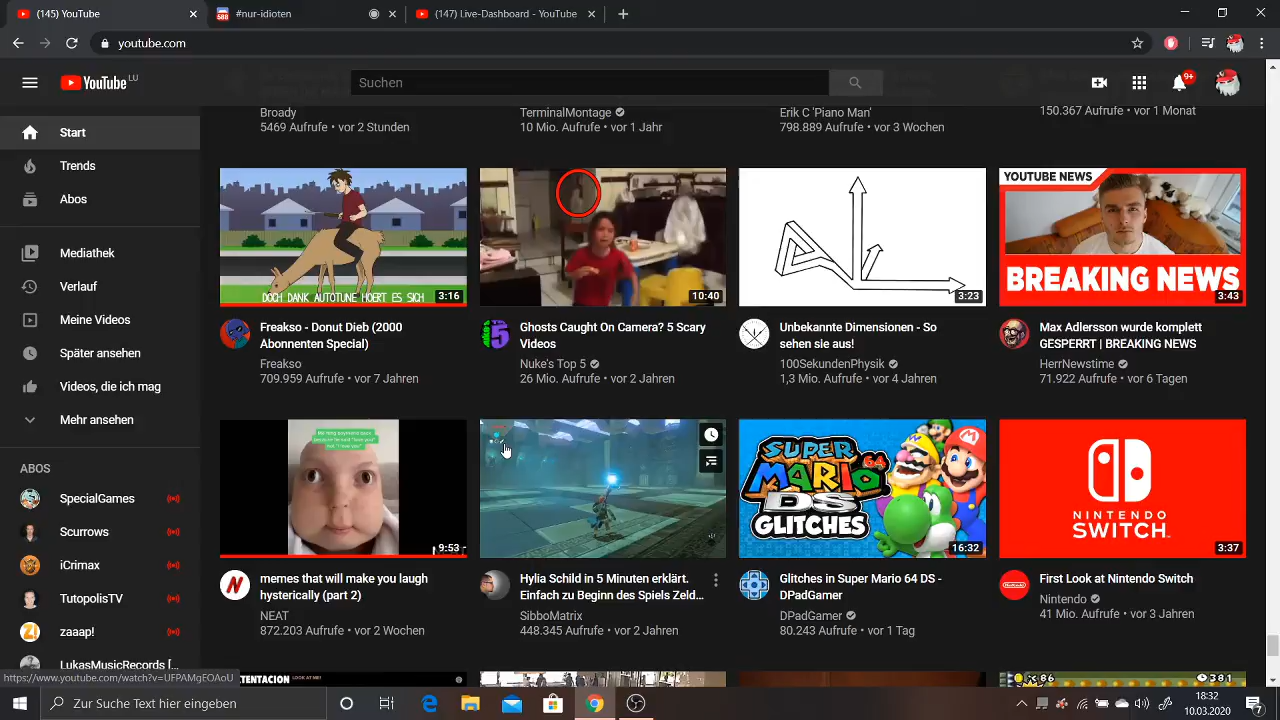 (145) YouTube
588
#nur-idioten
(147) Live-Dashboard - YouTube
youtube.com
YouTube LU
Suchen
9+
Start
Trends
Abos
Mediathek
Verlauf
Meine Videos
Später ansehen
Videos, die ich mag
Mehr ansehen
ABOS
SpecialGames
Scurrows
iCrimax
TutopolisTV
zaaap!
LukasMusicRecords [...
Broady
5469 Aufrufe • vor 2 Stunden
TerminalMontage
10 Mio. Aufrufe • vor 1 Jahr
Erik C 'Piano Man'
798.889 Aufrufe • vor 3 Wochen
150.367 Aufrufe • vor 1 Monat
DOCH DANK AUTOTUNE HOERT ES SICH
3:16
10:40
3:23
YOUTUBE NEWS
BREAKING NEWS
3:43
Freakso - Donut Dieb (2000
Abonnenten Special)
Freakso
709.959 Aufrufe • vor 7 Jahren
Ghosts Caught On Camera? 5 Scary
Videos
Nuke's Top 5
26 Mio. Aufrufe • vor 2 Jahren
Unbekannte Dimensionen - So
sehen sie aus!
100SekundenPhysik
1,3 Mio. Aufrufe • vor 4 Jahren
Max Adlersson wurde komplett
GESPERRT | BREAKING NEWS
HerrNewstime
71.922 Aufrufe • vor 6 Tagen
9:53
SUPER
MARIO 64
DS
GLITCHES
16:32
NINTENDO
SWITCH
3:37
memes that will make you laugh
hysterically (part 2)
NEAT
872.203 Aufrufe • vor 2 Wochen
Hylia Schild in 5 Minuten erklärt.
Einfach zu Beginn des Spiels Zeld...
SibboMatrix
448.345 Aufrufe • vor 2 Jahren
Glitches in Super Mario 64 DS -
DPadGamer
DPadGamer
80.243 Aufrufe • vor 1 Tag
First Look at Nintendo Switch
Nintendo
41 Mio. Aufrufe • vor 3 Jahren
https://www.youtube.com/watch?v=UFPAMgEOAoU
TENTACION
LOOK AT ME!
x86
381
Zur Suche Text hier eingeben
18:32
10.03.2020